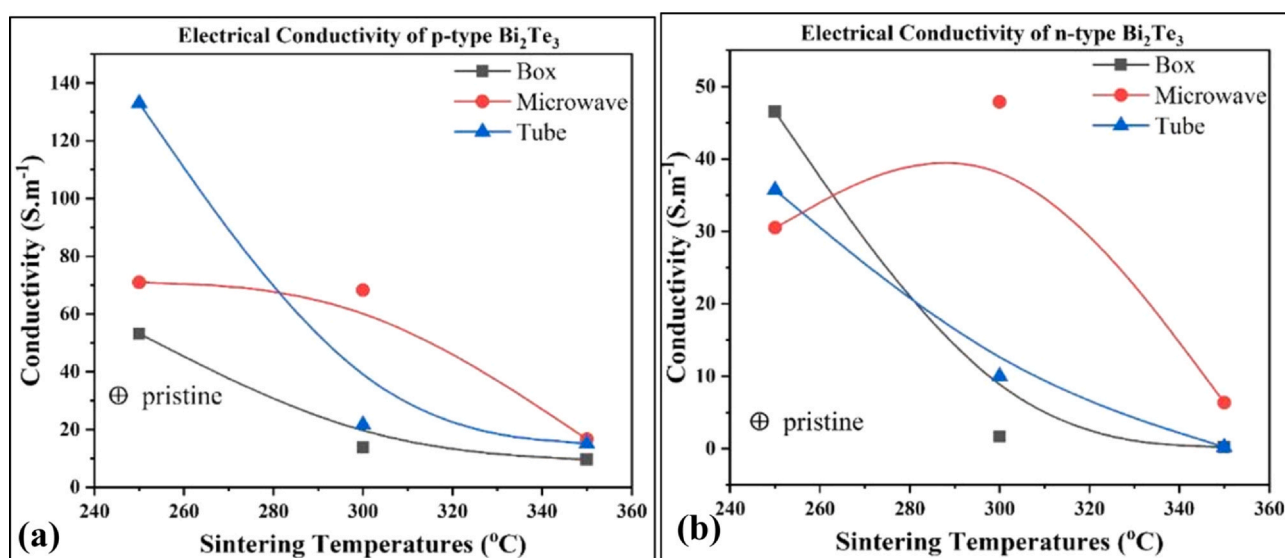 Electrical Conductivity of p-type Bi₂Te₃
Box
Microwave
Tube
140
120
100
80
60
40
20
0
Conductivity (S.m⁻¹)
⊕ pristine
240 260 280 300 320 340 360
Sintering Temperatures (°C)
(a)
Electrical Conductivity of n-type Bi₂Te₃
Box
Microwave
Tube
50
40
30
20
10
0
Conductivity (S.m⁻¹)
⊕ pristine
240 260 280 300 320 340 360
Sintering Temperatures (°C)
(b)